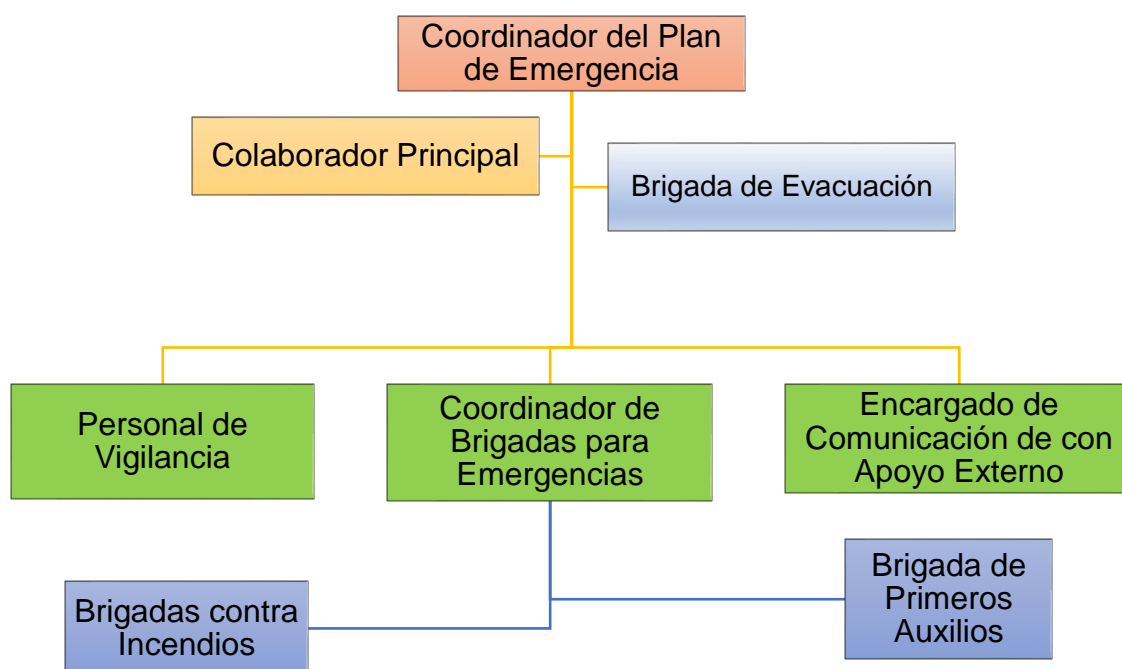 Coordinador del Plan
de Emergencia
Colaborador Principal
Brigada de Evacuación
Personal de
Vigilancia
Coordinador de
Brigadas para
Emergencias
Encargado de
Comunicación de con
Apoyo Externo
Brigadas contra
Incendios
Brigada de
Primeros
Auxilios